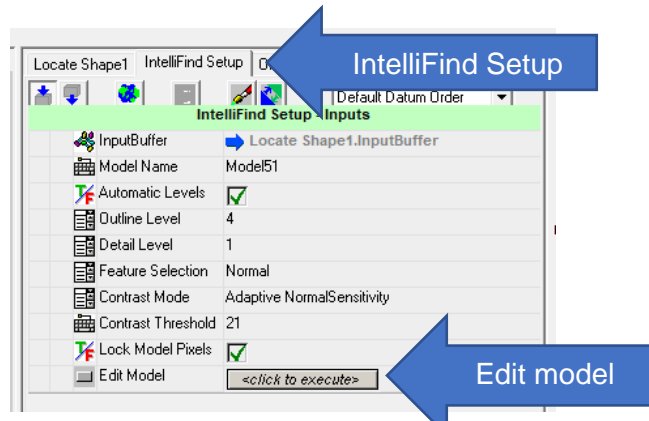 Locate Shape1 IntelliFind Setup
IntelliFind Setup
Default Datum Order
IntelliFind Setup - Inputs
InputBuffer Locate Shape1.InputBuffer
Model Name Model51
T/F Automatic Levels
Outline Level 4
Detail Level 1
Feature Selection Normal
Contrast Mode Adaptive NormalSensitivity
Contrast Threshold 21
T/F Lock Model Pixels
Edit Model <click to execute>
Edit model